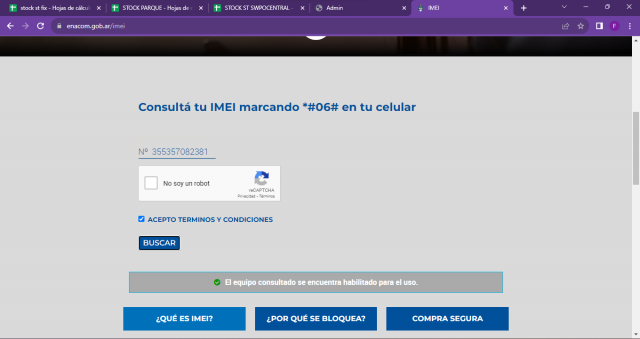 stock st fix - Hojas de cálcul
STOCK PARQUE - Hojas de c
STOCK ST SWPOCENTRAL -
Admin
IMEI
enacom.gob.ar/imei
F
Consultá tu IMEI marcando *#06# en tu celular
Nº 355357082381
No soy un robot
reCAPTCHA
Privacidad - Términos
ACEPTO TERMINOS Y CONDICIONES
BUSCAR
El equipo consultado se encuentra habilitado para el uso.
¿QUÉ ES IMEI?
¿POR QUÉ SE BLOQUEA?
COMPRA SEGURA